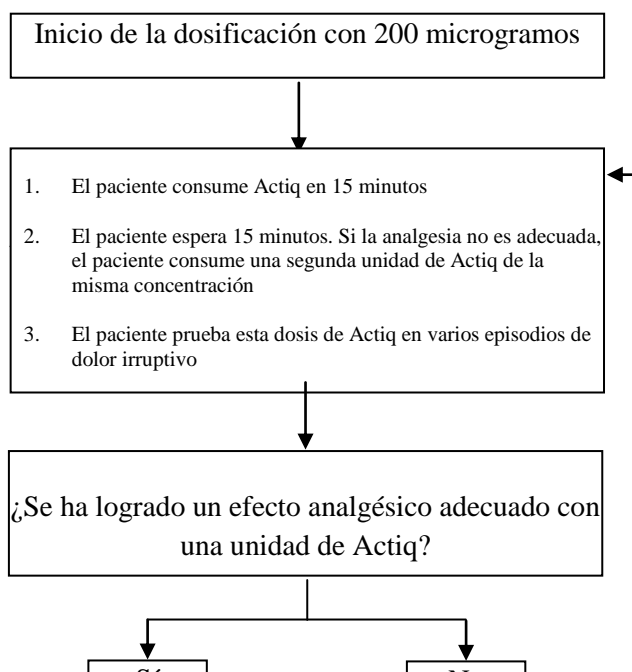 Inicio de la dosificación con 200 microgramos
1. El paciente consume Actiq en 15 minutos
2. El paciente espera 15 minutos. Si la analgesia no es adecuada,
el paciente consume una segunda unidad de Actiq de la
misma concentración
3. El paciente prueba esta dosis de Actiq en varios episodios de
dolor irruptivo
¿Se ha logrado un efecto analgésico adecuado con
una unidad de Actiq?
Sí
No